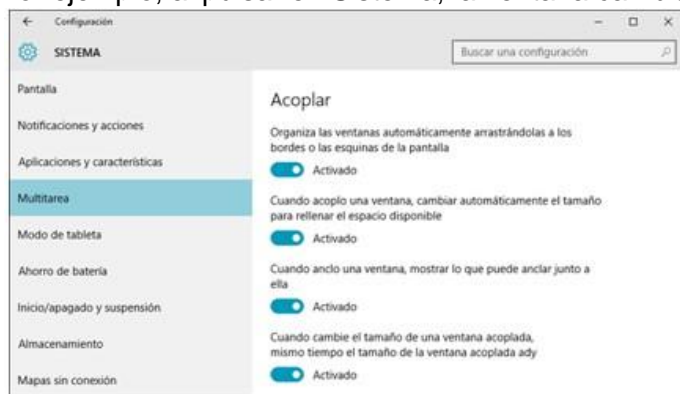 Configuración
SISTEMA
Buscar una configuración
Pantalla
Notificaciones y acciones
Aplicaciones y características
Multitarea
Modo de tableta
Ahorro de batería
Inicio/apagado y suspensión
Almacenamiento
Mapas sin conexión
Acoplar
Organiza las ventanas automáticamente arrastrándolas a los
bordes o las esquinas de la pantalla
Activado
Cuando acoplo una ventana, cambiar automáticamente el tamaño
para rellenar el espacio disponible
Activado
Cuando anclo una ventana, mostrar lo que puede anclar junto a
ella
Activado
Cuando cambie el tamaño de una ventana acoplada,
mismo tiempo el tamaño de la ventana acoplada ady
Activado